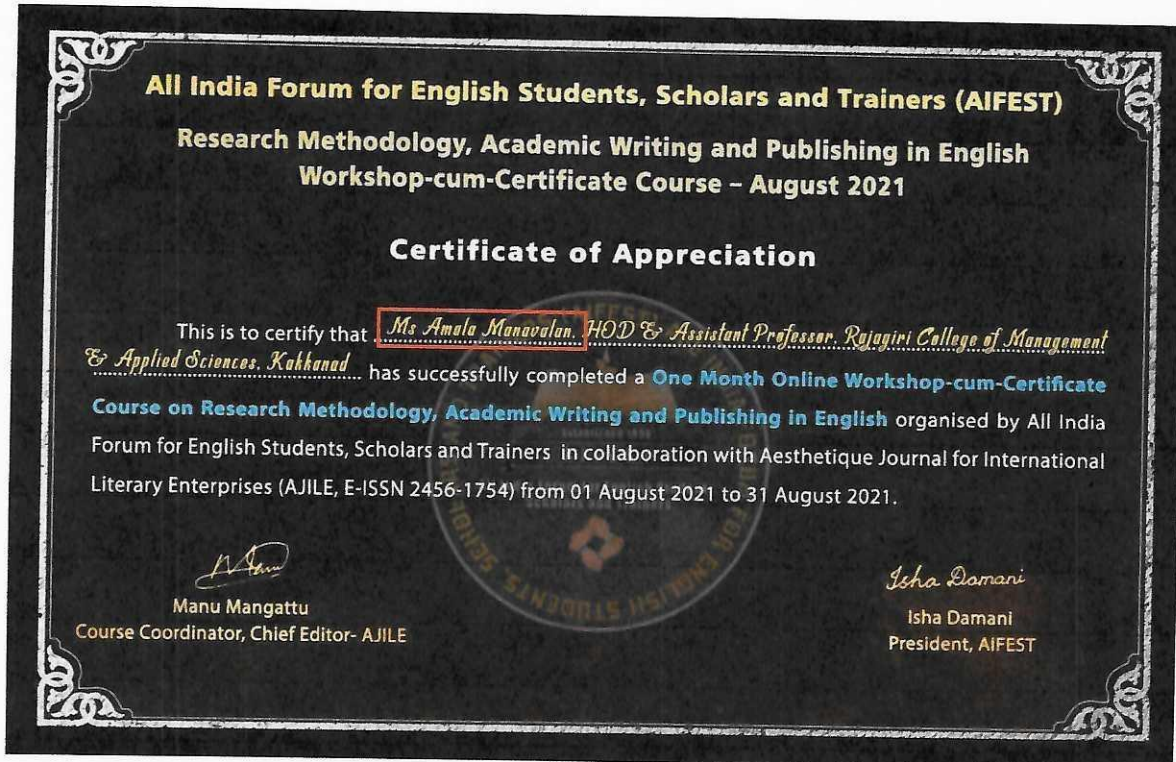 All India Forum for English Students, Scholars and Trainers (AIFEST)
Research Methodology, Academic Writing and Publishing in English
Workshop-cum-Certificate Course – August 2021
Certificate of Appreciation
This is to certify that Ms Amala Manavalan, HOD & Assistant Professor, Rajagiri College of Management
& Applied Sciences, Kakkanad has successfully completed a One Month Online Workshop-cum-Certificate
Course on Research Methodology, Academic Writing and Publishing in English organised by All India
Forum for English Students, Scholars and Trainers in collaboration with Aesthetique Journal for International
Literary Enterprises (AJILE, E-ISSN 2456-1754) from 01 August 2021 to 31 August 2021.
Manu Mangattu
Course Coordinator, Chief Editor- AJILE
Isha Damani
Isha Damani
President, AIFEST